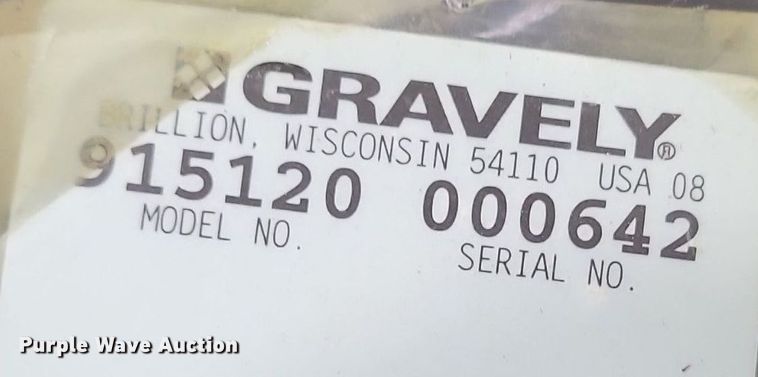 GRAVELY®
BRILLION, WISCONSIN 54110 USA 08
915120 000642
MODEL NO. SERIAL NO.
Purple Wave Auction